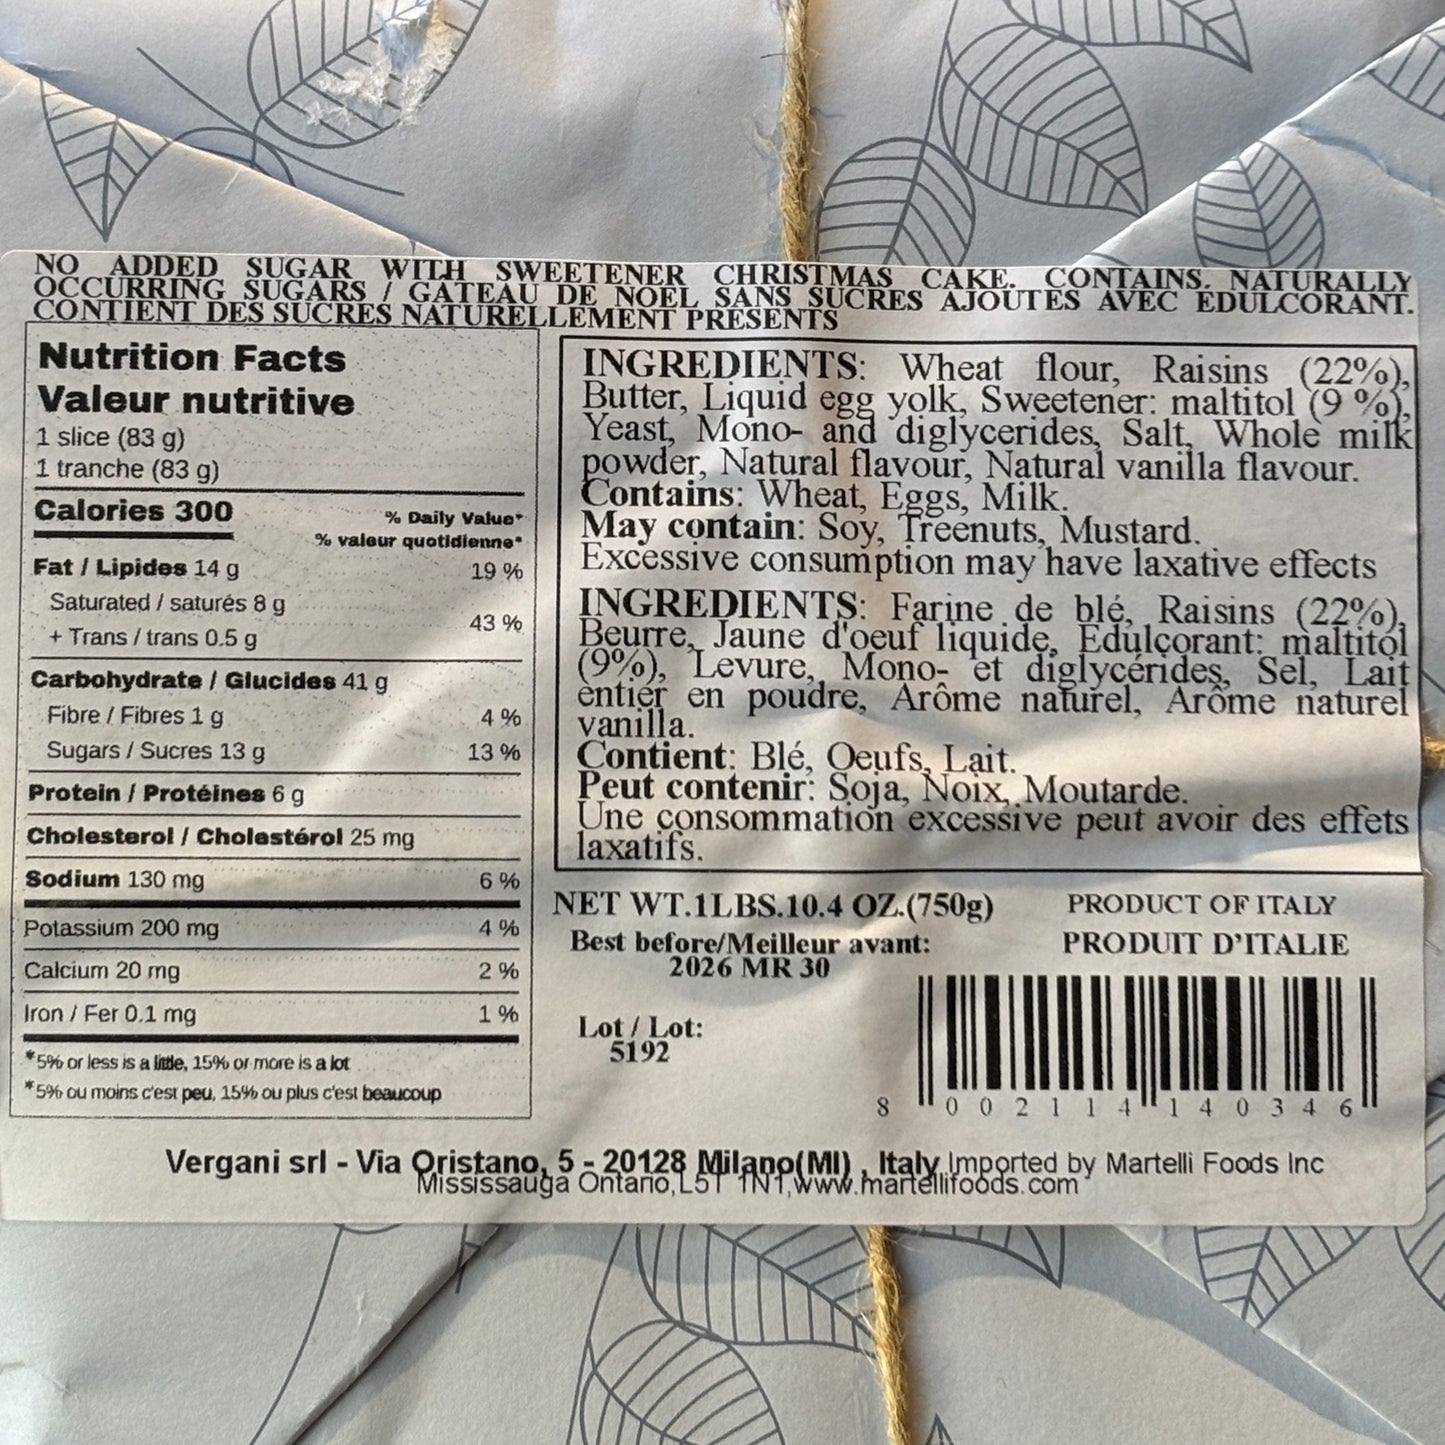 NO ADDED SUGAR WITH SWEETENER CHRISTMAS CAKE. CONTAINS. NATURALLY
OCCURRING SUGARS / GATEAU DE NOEL SANS SUCRES AJOUTES AVEC EDULCORANT.
CONTIENT DES SUCRES NATURELLEMENT PRESENTS
Nutrition Facts
Valeur nutritive
1 slice (83 g)
1 tranche (83 g)
Calories 300
% Daily Value*
% valeur quotidienne*
Fat / Lipides 14 g 19 %
Saturated / saturés 8 g
+ Trans / trans 0.5 g 43 %
Carbohydrate / Glucides 41 g
Fibre / Fibres 1 g 4 %
Sugars / Sucres 13 g 13 %
Protein / Protéines 6 g
Cholesterol / Cholestérol 25 mg
Sodium 130 mg 6 %
Potassium 200 mg 4 %
Calcium 20 mg 2 %
Iron / Fer 0.1 mg 1 %
*5% or less is a little, 15% or more is a lot
*5% ou moins c'est peu, 15% ou plus c'est beaucoup
INGREDIENTS: Wheat flour, Raisins (22%),
Butter, Liquid egg yolk, Sweetener: maltitol (9 %),
Yeast, Mono- and diglycerides, Salt, Whole milk
powder, Natural flavour, Natural vanilla flavour.
Contains: Wheat, Eggs, Milk.
May contain: Soy, Treenuts, Mustard.
Excessive consumption may have laxative effects
INGREDIENTS: Farine de blé, Raisins (22%),
Beurre, Jaune d'oeuf liquide, Edulçorant: maltitol
(9%), Levure, Mono- et diglycérides, Sel, Lait
entier en poudre, Arôme naturel, Arôme naturel
vanilla.
Contient: Blé, Oeufs, Lait.
Peut contenir: Soja, Noix, Moutarde.
Une consommation excessive peut avoir des effets
laxatifs.
NET WT.1LBS.10.4 OZ.(750g)
Best before/Meilleur avant:
2026 MR 30
Lot / Lot:
5192
PRODUCT OF ITALY
PRODUIT D'ITALIE
8 002114 140346
Vergani srl - Via Oristano, 5 - 20128 Milano(MI) , Italy Imported by Martelli Foods Inc
Mississauga Ontario,L5T 1N1,www.martellifoods.com